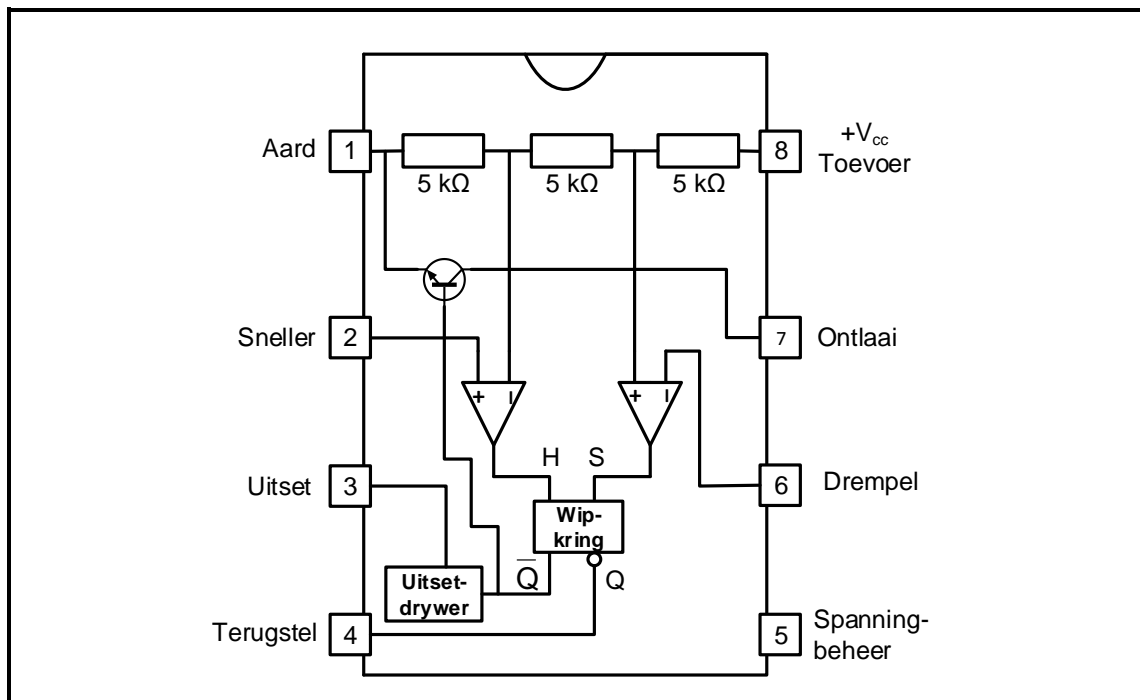 Aard
1
5 kΩ
5 kΩ
5 kΩ
8
+Vcc
Toevoer
Sneller
2
7
Ontlaai
+
–
+
–
H
S
Uitset
3
6
Drempel
Wip-
kring
Q̅
Q
Uitset-
drywer
Terugstel
4
5
Spanning-
beheer